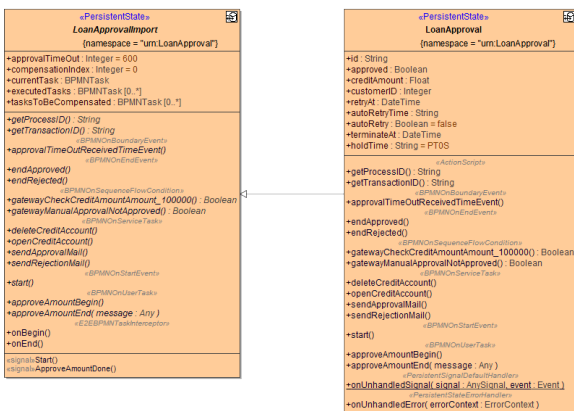 «PersistentState»
LoanApprovalImport
{namespace = "urn:LoanApproval"}
+approvalTimeOut : Integer = 600
+compensationIndex : Integer = 0
+currentTask : BPMNTask
+executedTasks : BPMNTask [0..*]
+tasksToBeCompensated : BPMNTask [0..*]
+getProcessID() : String
+getTransactionID() : String
«BPMNOnBoundaryEvent»
+approvalTimeOutReceivedTimeEvent()
«BPMNOnEndEvent»
+endApproved()
+endRejected()
«BPMNOnSequenceFlowCondition»
+gatewayCheckCreditAmountAmount_100000() : Boolean
+gatewayManualApprovalNotApproved() : Boolean
«BPMNOnServiceTask»
+deleteCreditAccount()
+openCreditAccount()
+sendApprovalMail()
+sendRejectionMail()
«BPMNOnStartEvent»
+start()
«BPMNOnUserTask»
+approveAmountBegin()
+approveAmountEnd( message : Any )
«E2EBPMNTaskInterceptor»
+onBegin()
+onEnd()
«signal»Start()
«signal»ApproveAmountDone()
«PersistentState»
LoanApproval
{namespace = "urn:LoanApproval"}
+id : String
+approved : Boolean
+creditAmount : Float
+customerID : Integer
+retryAt : DateTime
+autoRetryTime : String
+autoRetry : Boolean = false
+terminateAt : DateTime
+holdTime : String = PT0S
«ActionScript»
+getProcessID() : String
+getTransactionID() : String
«BPMNOnBoundaryEvent»
+approvalTimeOutReceivedTimeEvent()
«BPMNOnEndEvent»
+endApproved()
+endRejected()
«BPMNOnSequenceFlowCondition»
+gatewayCheckCreditAmountAmount_100000() : Boolean
+gatewayManualApprovalNotApproved() : Boolean
«BPMNOnServiceTask»
+deleteCreditAccount()
+openCreditAccount()
+sendApprovalMail()
+sendRejectionMail()
«BPMNOnStartEvent»
+start()
«BPMNOnUserTask»
+approveAmountBegin()
+approveAmountEnd( message : Any )
«PersistentSignalDefaultHandler»
+onUnhandledSignal( signal : AnySignal, event : Event )
«PersistentStateErrorHandler»
+onUnhandledError( errorContext : ErrorContext )